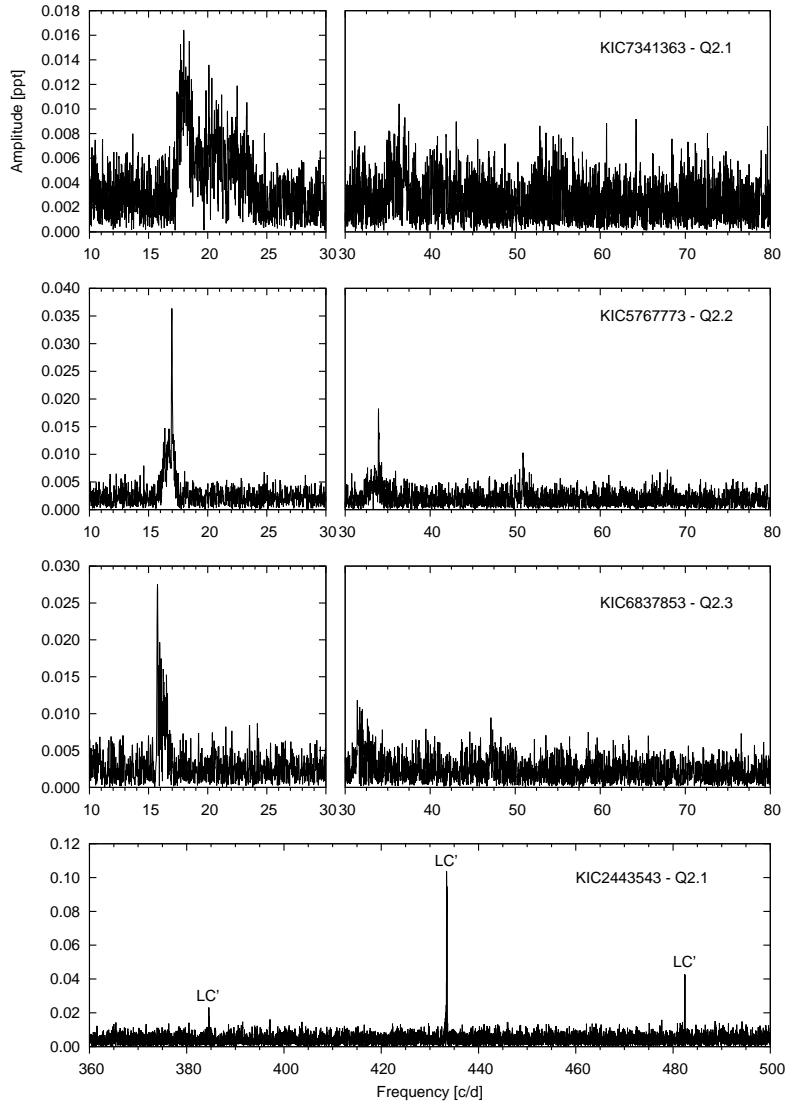 0.018
0.016
0.014
0.012
0.010
0.008
0.006
0.004
0.002
0.000
Amplitude [ppt]
KIC7341363 - Q2.1
10 15 20 25 30 30 40 50 60 70 80
0.040
0.035
0.030
0.025
0.020
0.015
0.010
0.005
0.000
KIC5767773 - Q2.2
10 15 20 25 30 30 40 50 60 70 80
0.030
0.025
0.020
0.015
0.010
0.005
0.000
KIC6837853 - Q2.3
10 15 20 25 30 30 40 50 60 70 80
0.12
0.10
0.08
0.06
0.04
0.02
0.00
LC'
LC'
LC'
KIC2443543 - Q2.1
360 380 400 420 440 460 480 500
Frequency [c/d]